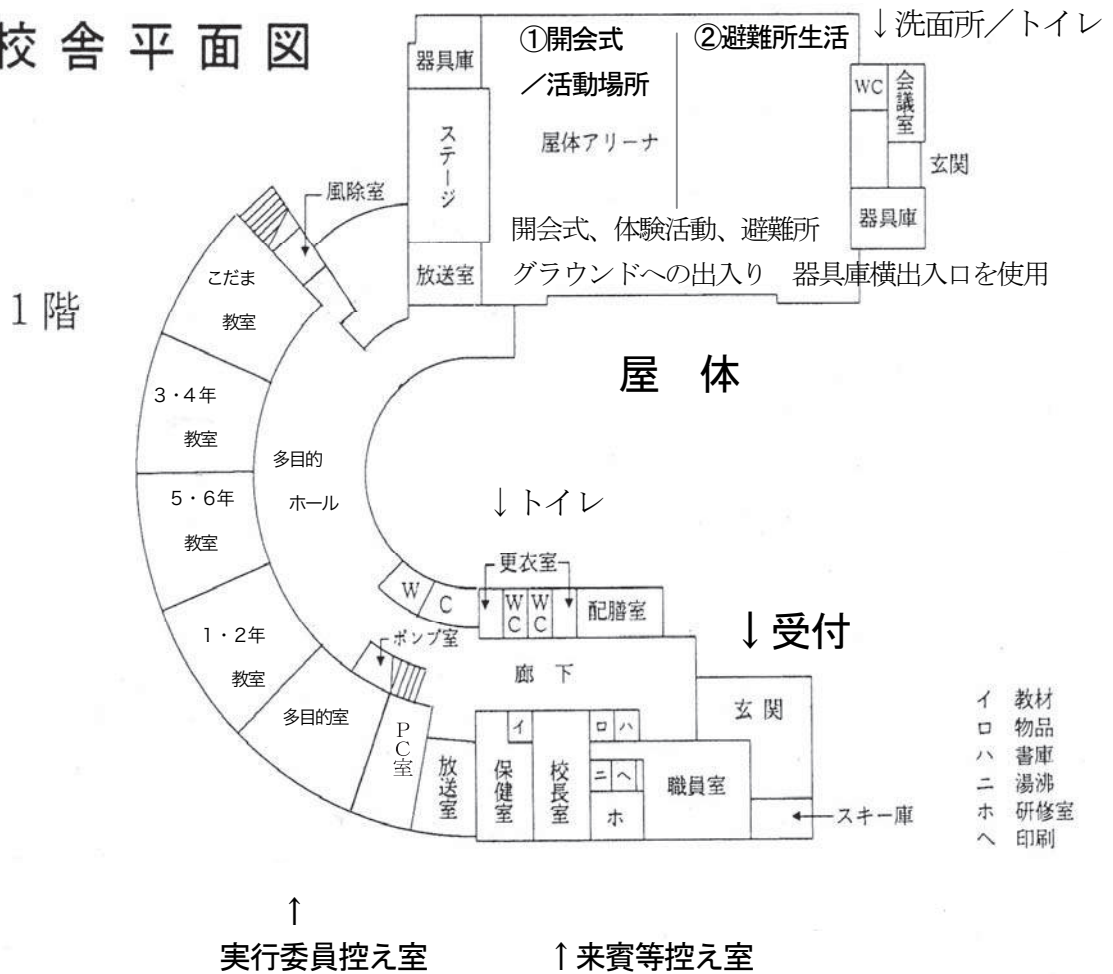 校舎平面図
①開会式
／活動場所
②避難所生活
↓洗面所／トイレ
器具庫
ステージ
屋体アリーナ
WC
会議室
玄関
器具庫
風除室
放送室
開会式、体験活動、避難所
グラウンドへの出入り　器具庫横出入口を使用
1階
こだま
教室
屋　体
3・4年
教室
多目的
ホール
5・6年
教室
↓トイレ
更衣室
WC
WC
WC
配膳室
1・2年
教室
ポンプ室
↓受付
廊　下
多目的室
PC室
放送室
保健室
イ
校長室
ロ
ハ
ニ
ヘ
ホ
職員室
玄関
スキー庫
イ　教材
ロ　物品
ハ　書庫
ニ　湯沸
ホ　研修室
ヘ　印刷
↑
実行委員控え室
↑来賓等控え室